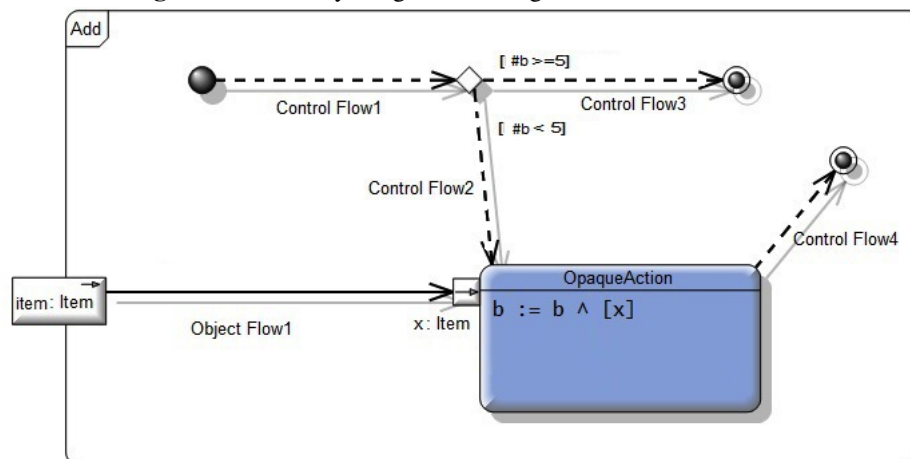 Add
[ #b >=5]
Control Flow1
Control Flow3
[ #b < 5]
Control Flow2
Control Flow4
OpaqueAction
item: Item
b := b ^ [x]
Object Flow1
x : Item